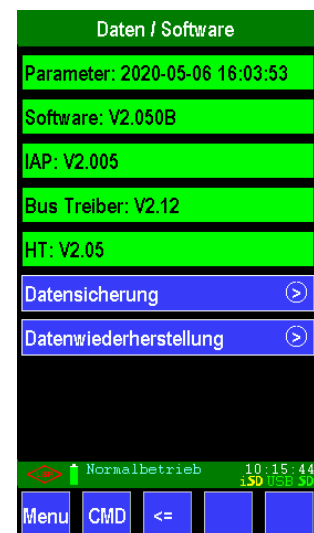 Daten / Software
Parameter: 2020-05-06 16:03:53
Software: V2.050B
IAP: V2.005
Bus Treiber: V2.12
HT: V2.05
Datensicherung
Datenwiederherstellung
Normalbetrieb 10:15:44
iSD USB SD
Menu CMD <=